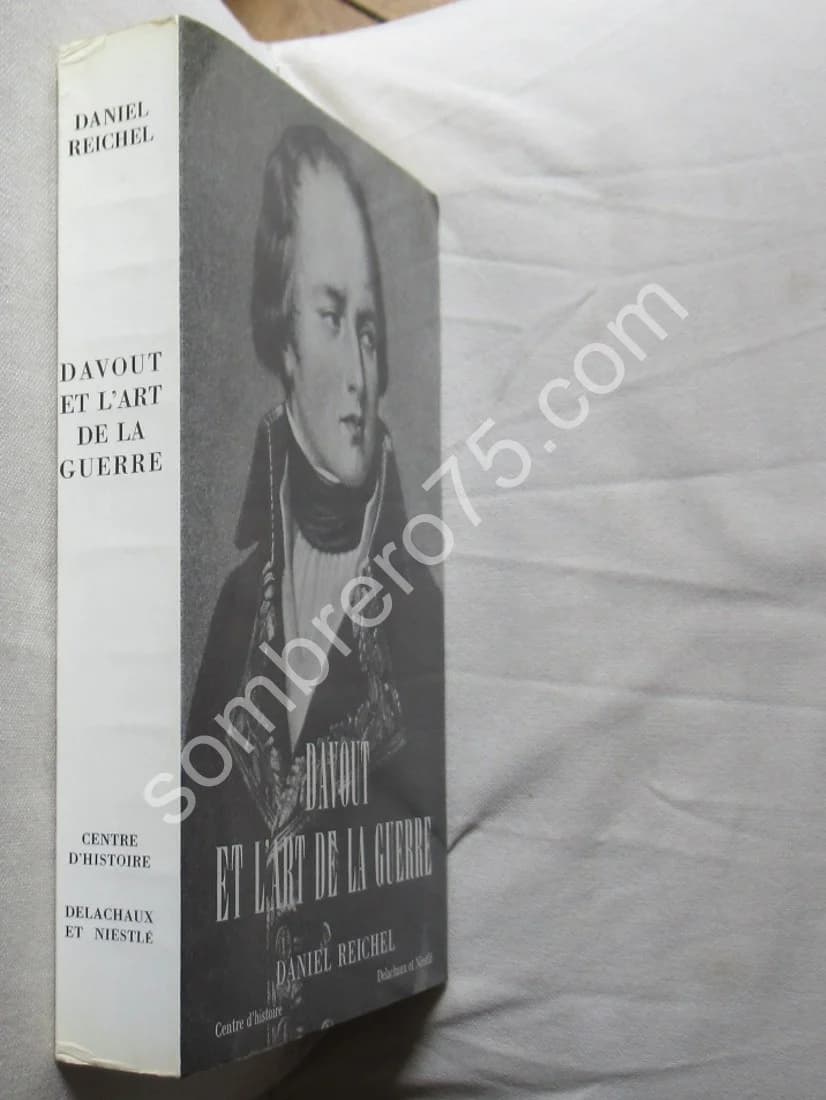 DANIEL
REICHEL
DAVOUT
ET L'ART
DE LA
GUERRE
CENTRE
D'HISTOIRE
DELACHAUX
ET NIESTLÉ
DAVOUT
ET L'ART DE LA GUERRE
DANIEL REICHEL
Centre d'histoire
Delachaux et Niestlé
sombrero75.com